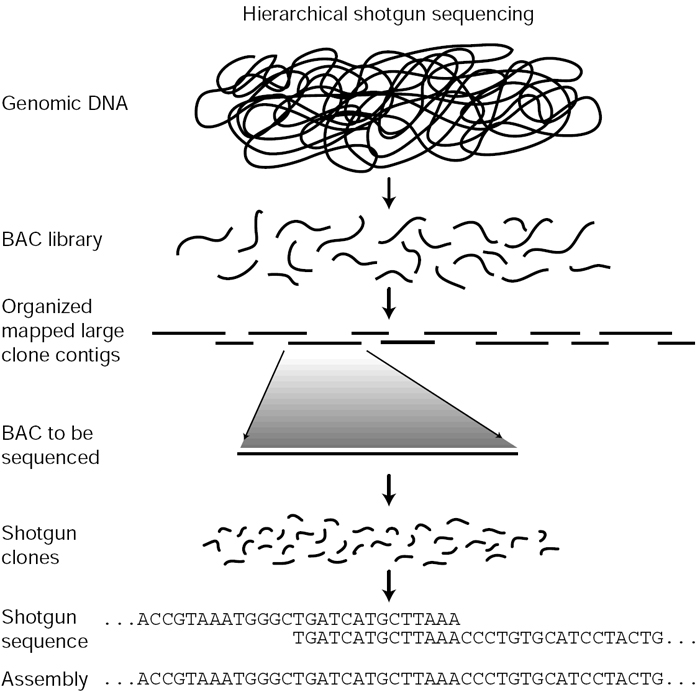 Hierarchical shotgun sequencing
Genomic DNA
BAC library
Organized
mapped large
clone contigs
BAC to be
sequenced
Shotgun
clones
Shotgun
sequence
...ACCGTAAATGGGCTGATCATGCTTAAA
TGATCATGCTTAAACCCTGTGCATCCTACTG...
Assembly
...ACCGTAAATGGGCTGATCATGCTTAAACCCTGTGCATCCTACTG...